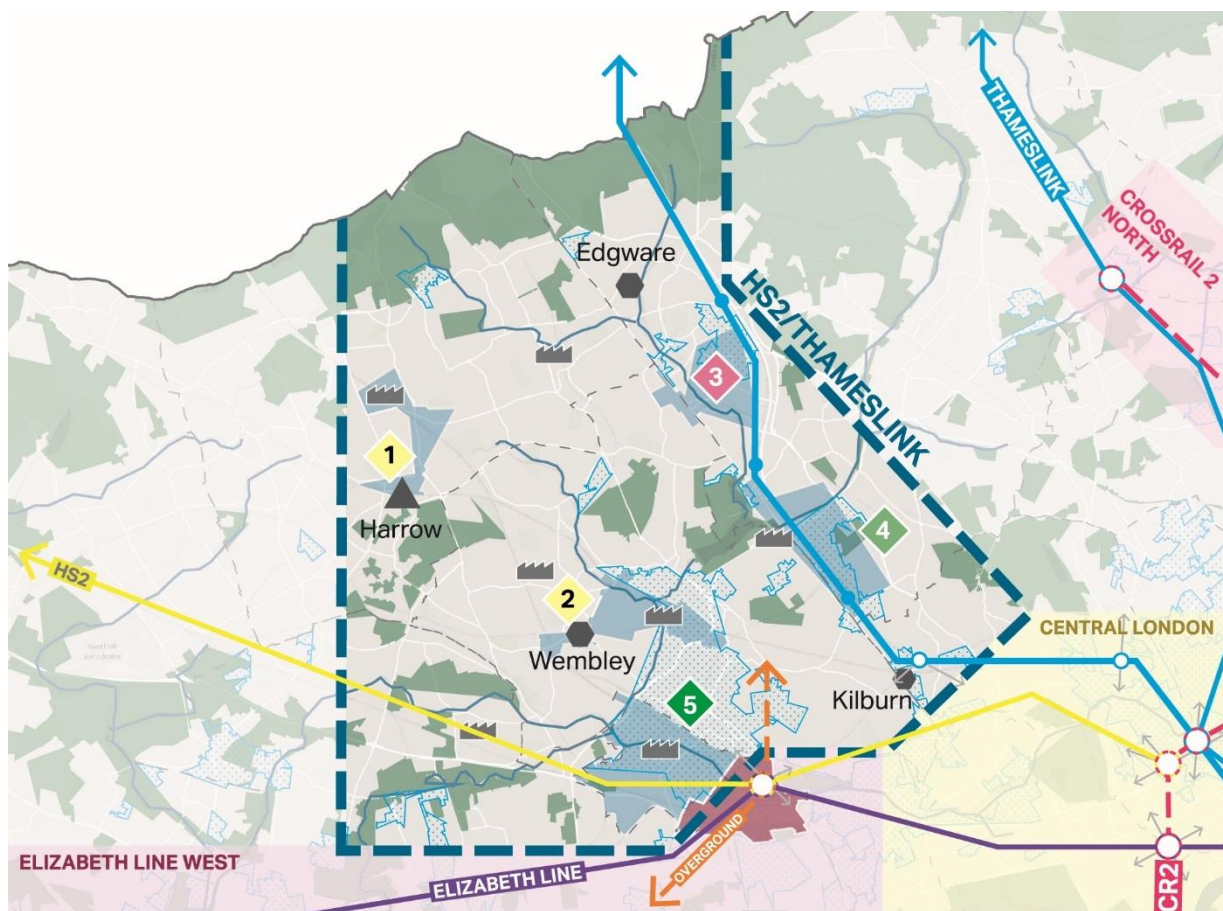 THAMESLINK
CROSSRAIL 2
NORTH
Edgware
HS2/THAMESLINK
3
1
Harrow
4
HS2
2
Wembley
CENTRAL LONDON
5
Kilburn
ELIZABETH LINE WEST
ELIZABETH LINE
OVERGROUND
CR2